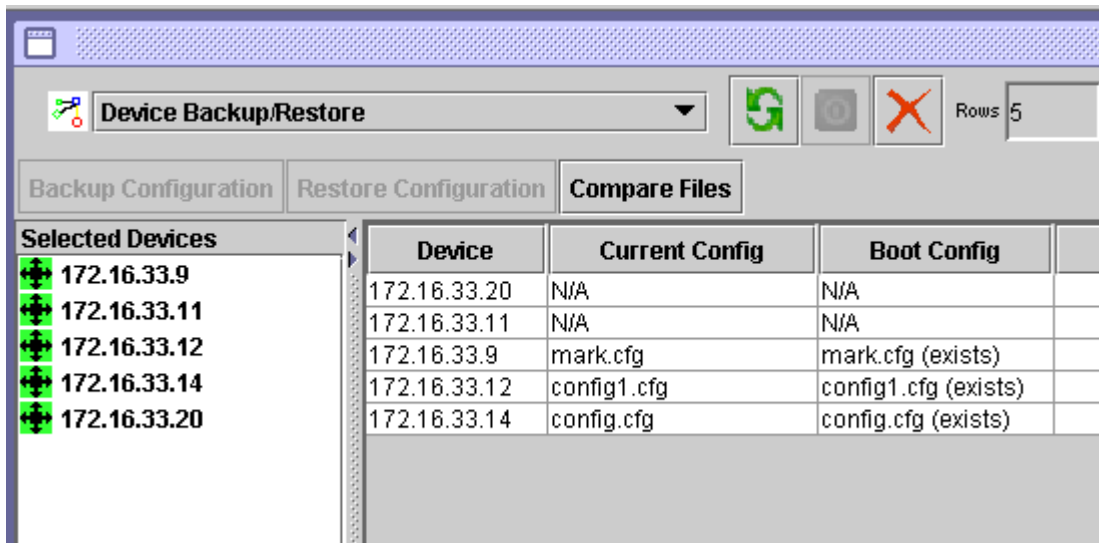 Device Backup/Restore
Rows 5
Backup Configuration Restore Configuration Compare Files
Selected Devices
172.16.33.9
172.16.33.11
172.16.33.12
172.16.33.14
172.16.33.20
Device Current Config Boot Config
172.16.33.20 N/A N/A
172.16.33.11 N/A N/A
172.16.33.9 mark.cfg mark.cfg (exists)
172.16.33.12 config1.cfg config1.cfg (exists)
172.16.33.14 config.cfg config.cfg (exists)